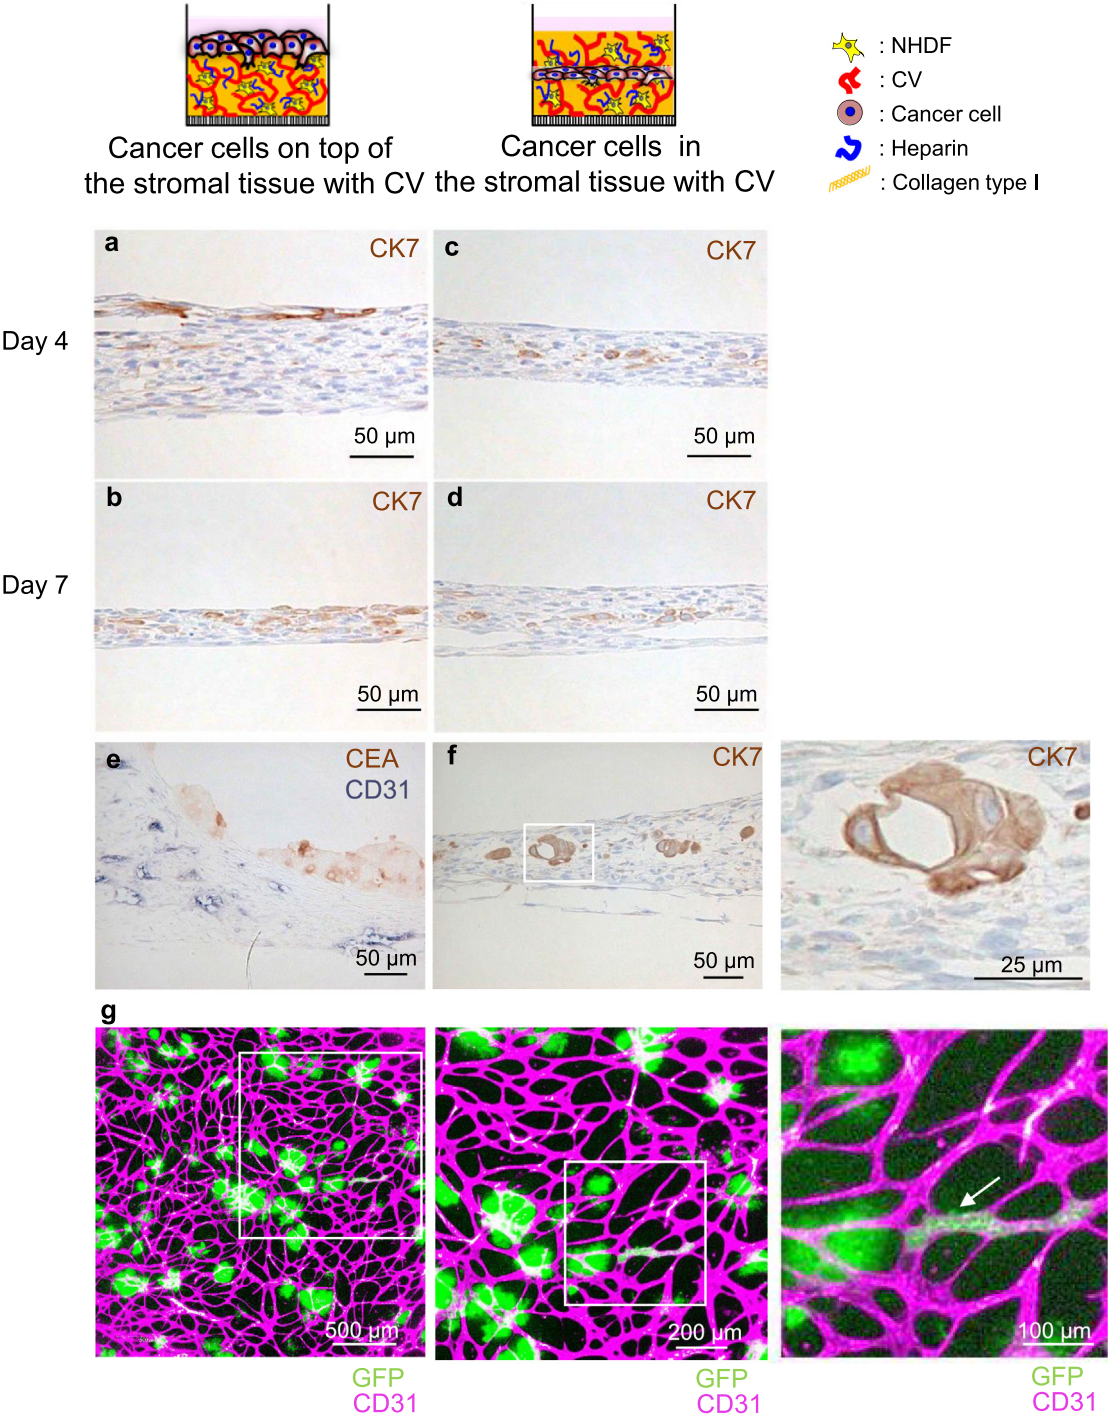 : NHDF
: CV
: Cancer cell
: Heparin
: Collagen type I
Cancer cells on top of
the stromal tissue with CV
Cancer cells in
the stromal tissue with CV
Day 4
a
CK7
50 µm
c
CK7
50 µm
Day 7
b
CK7
50 µm
d
CK7
50 µm
e
CEA
CD31
50 µm
f
CK7
50 µm
CK7
25 µm
g
500 µm
200 µm
100 µm
GFP
CD31
GFP
CD31
GFP
CD31